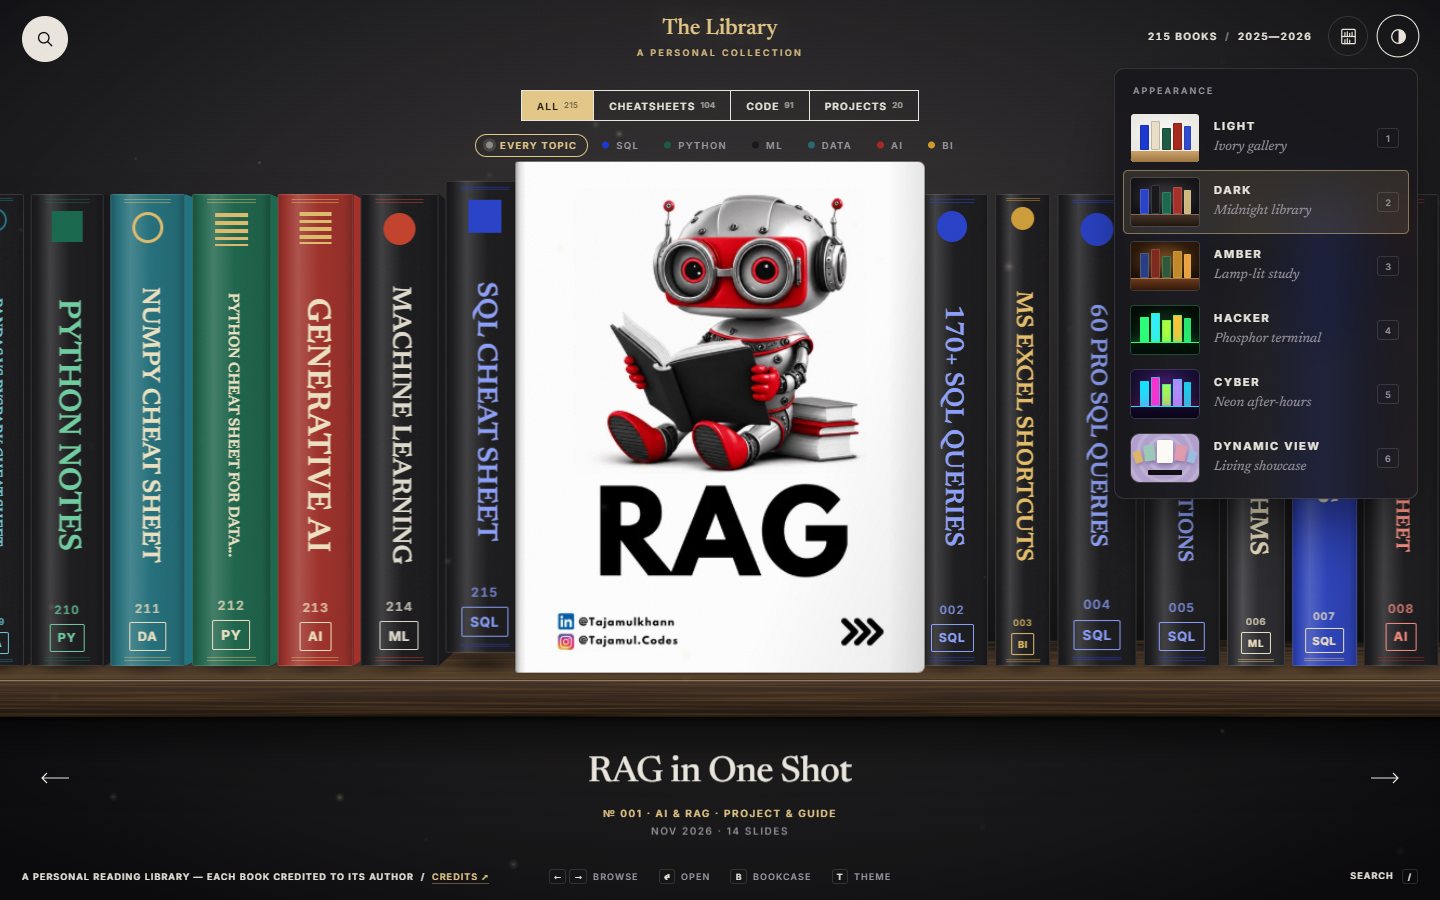 The Library
A PERSONAL COLLECTION
215 BOOKS / 2025—2026
ALL 215
CHEATSHEETS 104
CODE 91
PROJECTS 20
EVERY TOPIC
SQL
PYTHON
ML
DATA
AI
BI
APPEARANCE
LIGHT
Ivory gallery
1
DARK
Midnight library
2
AMBER
Lamp-lit study
3
HACKER
Phosphor terminal
4
CYBER
Neon after-hours
5
DYNAMIC VIEW
Living showcase
6
PYTHON NOTES
210
PY
NUMPY CHEAT SHEET
211
DA
PYTHON CHEAT SHEET FOR DATA...
212
PY
GENERATIVE AI
213
AI
MACHINE LEARNING
214
ML
SQL CHEAT SHEET
215
SQL
RAG
@Tajamulkhann
@Tajamul.Codes
170+ SQL QUERIES
002
SQL
MS EXCEL SHORTCUTS
003
BI
60 PRO SQL QUERIES
004
SQL
TIONS
005
SQL
HMS
006
ML
007
SQL
HEET
008
AI
RAG in One Shot
№ 001 · AI & RAG · PROJECT & GUIDE
NOV 2026 · 14 SLIDES
A PERSONAL READING LIBRARY — EACH BOOK CREDITED TO ITS AUTHOR / CREDITS ↗
← → BROWSE
OPEN
B BOOKCASE
T THEME
SEARCH /